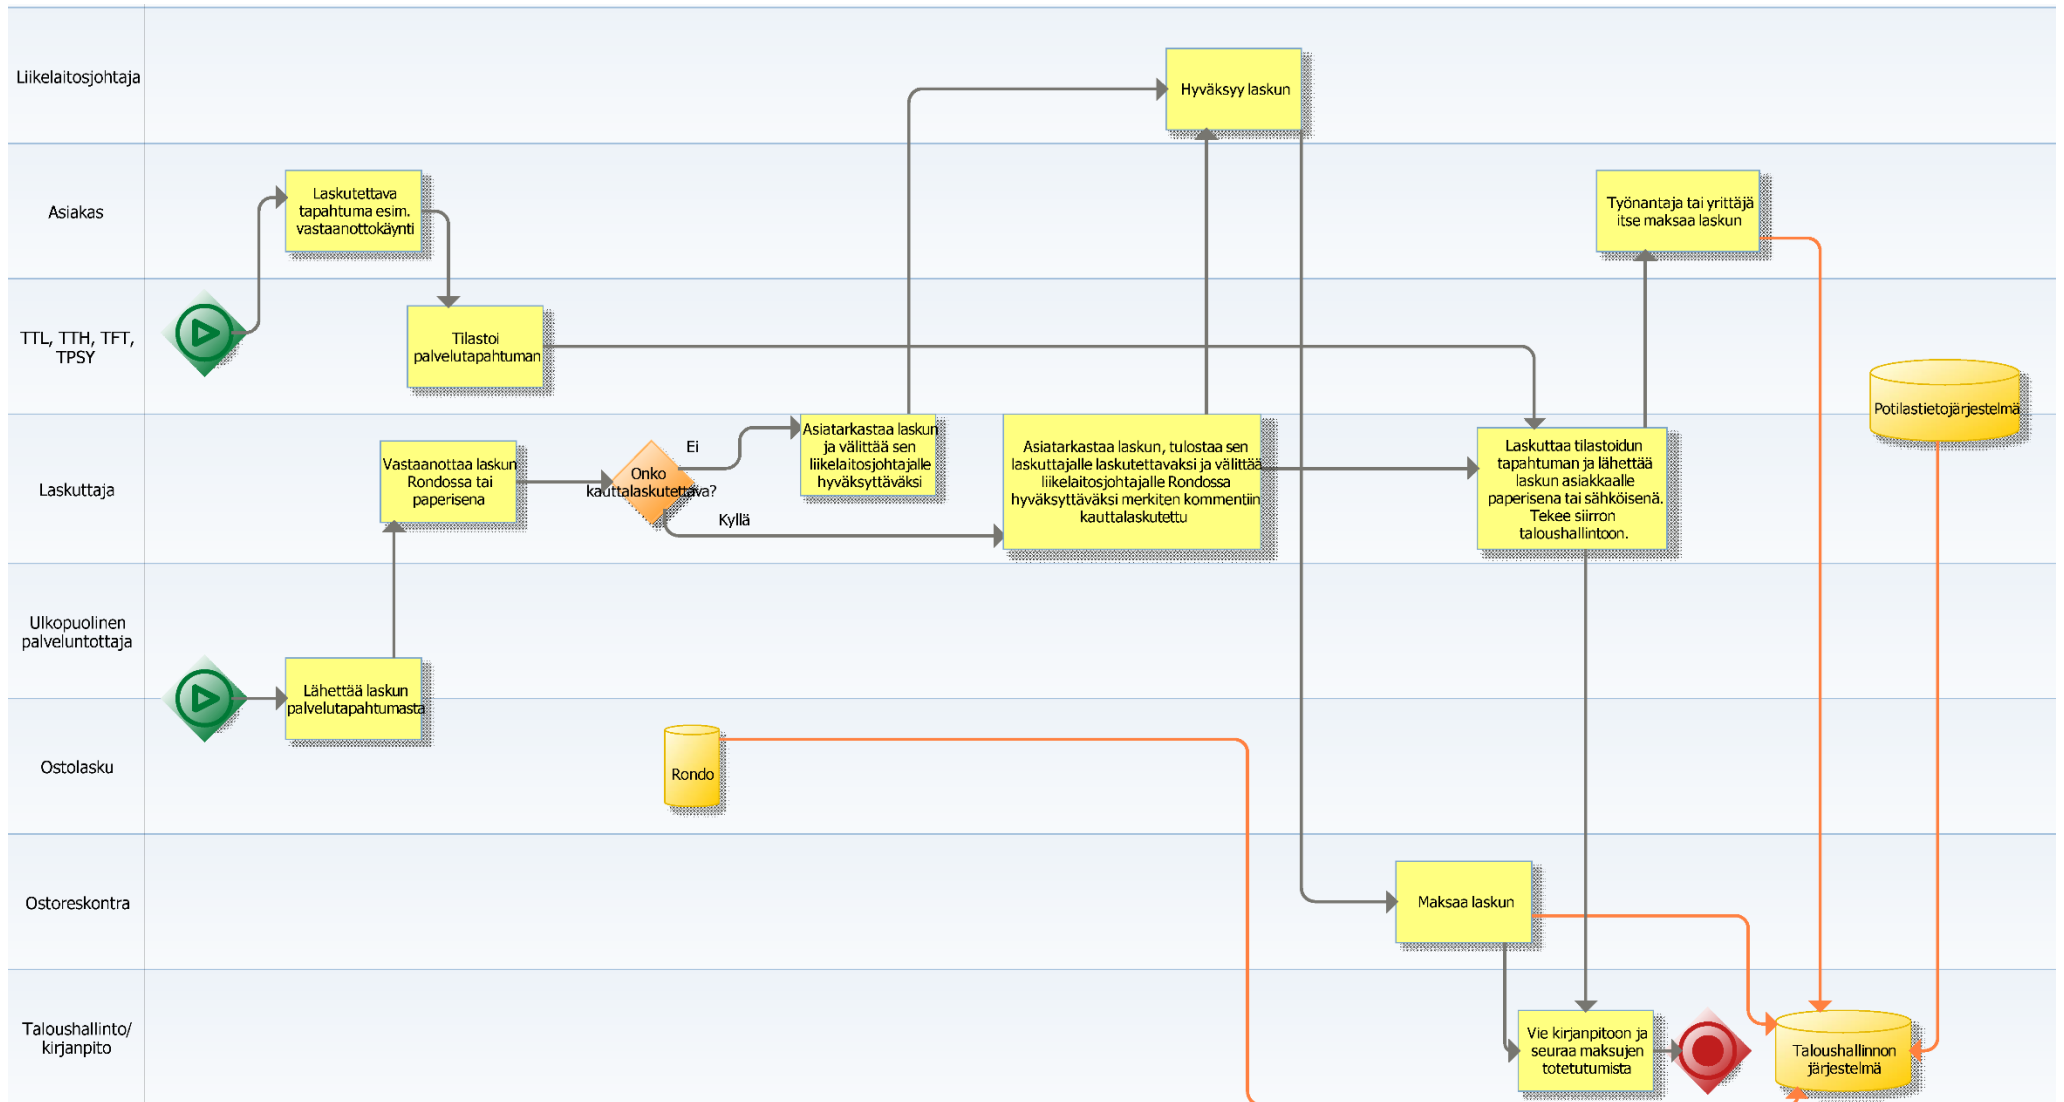 Liikelaitosjohtaja
Hyväksyy laskun
Asiakas
Laskutettava
tapahtuma esim.
vastaanottokäynti
Työnantaja tai yrittäjä
itse maksaa laskun
TTL, TTH, TFT,
TPSY
Tilastoi
palvelutapahtuman
Potilastietojärjestelmä
Laskuttaja
Vastaanottaa laskun
Rondossa tai
paperisena
Onko
kauttalaskutettava?
Ei
Kyllä
Asiatarkastaa laskun
ja välittää sen
liikelaitosjohtajalle
hyväksyttäväksi
Asiatarkastaa laskun, tulostaa sen
laskuttajalle laskutettavaksi ja välittää
liikelaitosjohtajalle Rondossa
hyväksyttäväksi merkiten kommentiin
kauttalaskutettu
Laskuttaa tilastoidun
tapahtuman ja lähettää
laskun asiakkaalle
paperisena tai sähköisenä.
Tekee siirron
taloushallintoon.
Ulkopuolinen
palveluntottaja
Lähettää laskun
palvelutapahtumasta
Ostolasku
Rondo
Ostoreskontra
Maksaa laskun
Taloushallinto/
kirjanpito
Vie kirjanpitoon ja
seuraa maksujen
totetutumista
Taloushallinnon
järjestelmä